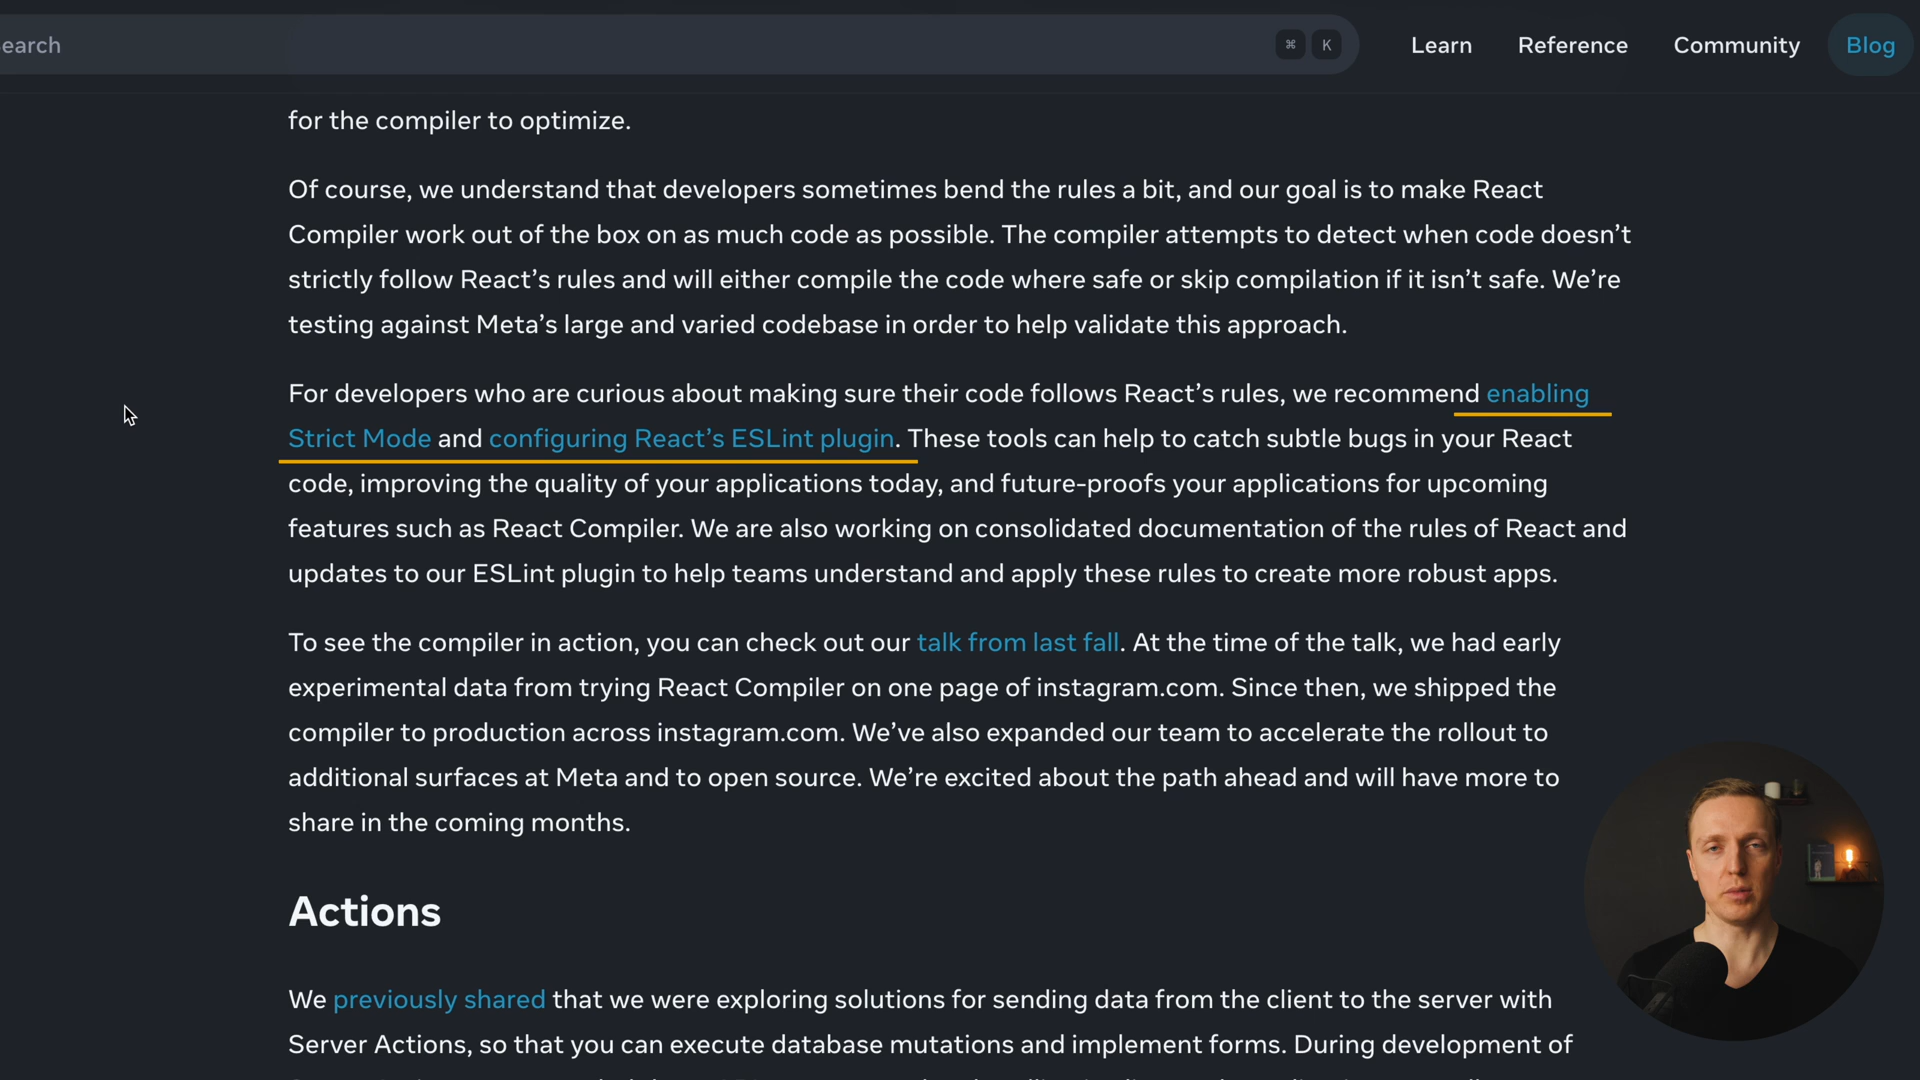 earch
⌘ K
Learn Reference Community Blog
for the compiler to optimize.
Of course, we understand that developers sometimes bend the rules a bit, and our goal is to make React
Compiler work out of the box on as much code as possible. The compiler attempts to detect when code doesn’t
strictly follow React’s rules and will either compile the code where safe or skip compilation if it isn’t safe. We’re
testing against Meta’s large and varied codebase in order to help validate this approach.
For developers who are curious about making sure their code follows React’s rules, we recommend enabling
Strict Mode and configuring React’s ESLint plugin. These tools can help to catch subtle bugs in your React
code, improving the quality of your applications today, and future-proofs your applications for upcoming
features such as React Compiler. We are also working on consolidated documentation of the rules of React and
updates to our ESLint plugin to help teams understand and apply these rules to create more robust apps.
To see the compiler in action, you can check out our talk from last fall. At the time of the talk, we had early
experimental data from trying React Compiler on one page of instagram.com. Since then, we shipped the
compiler to production across instagram.com. We’ve also expanded our team to accelerate the rollout to
additional surfaces at Meta and to open source. We’re excited about the path ahead and will have more to
share in the coming months.
Actions
We previously shared that we were exploring solutions for sending data from the client to the server with
Server Actions, so that you can execute database mutations and implement forms. During development of